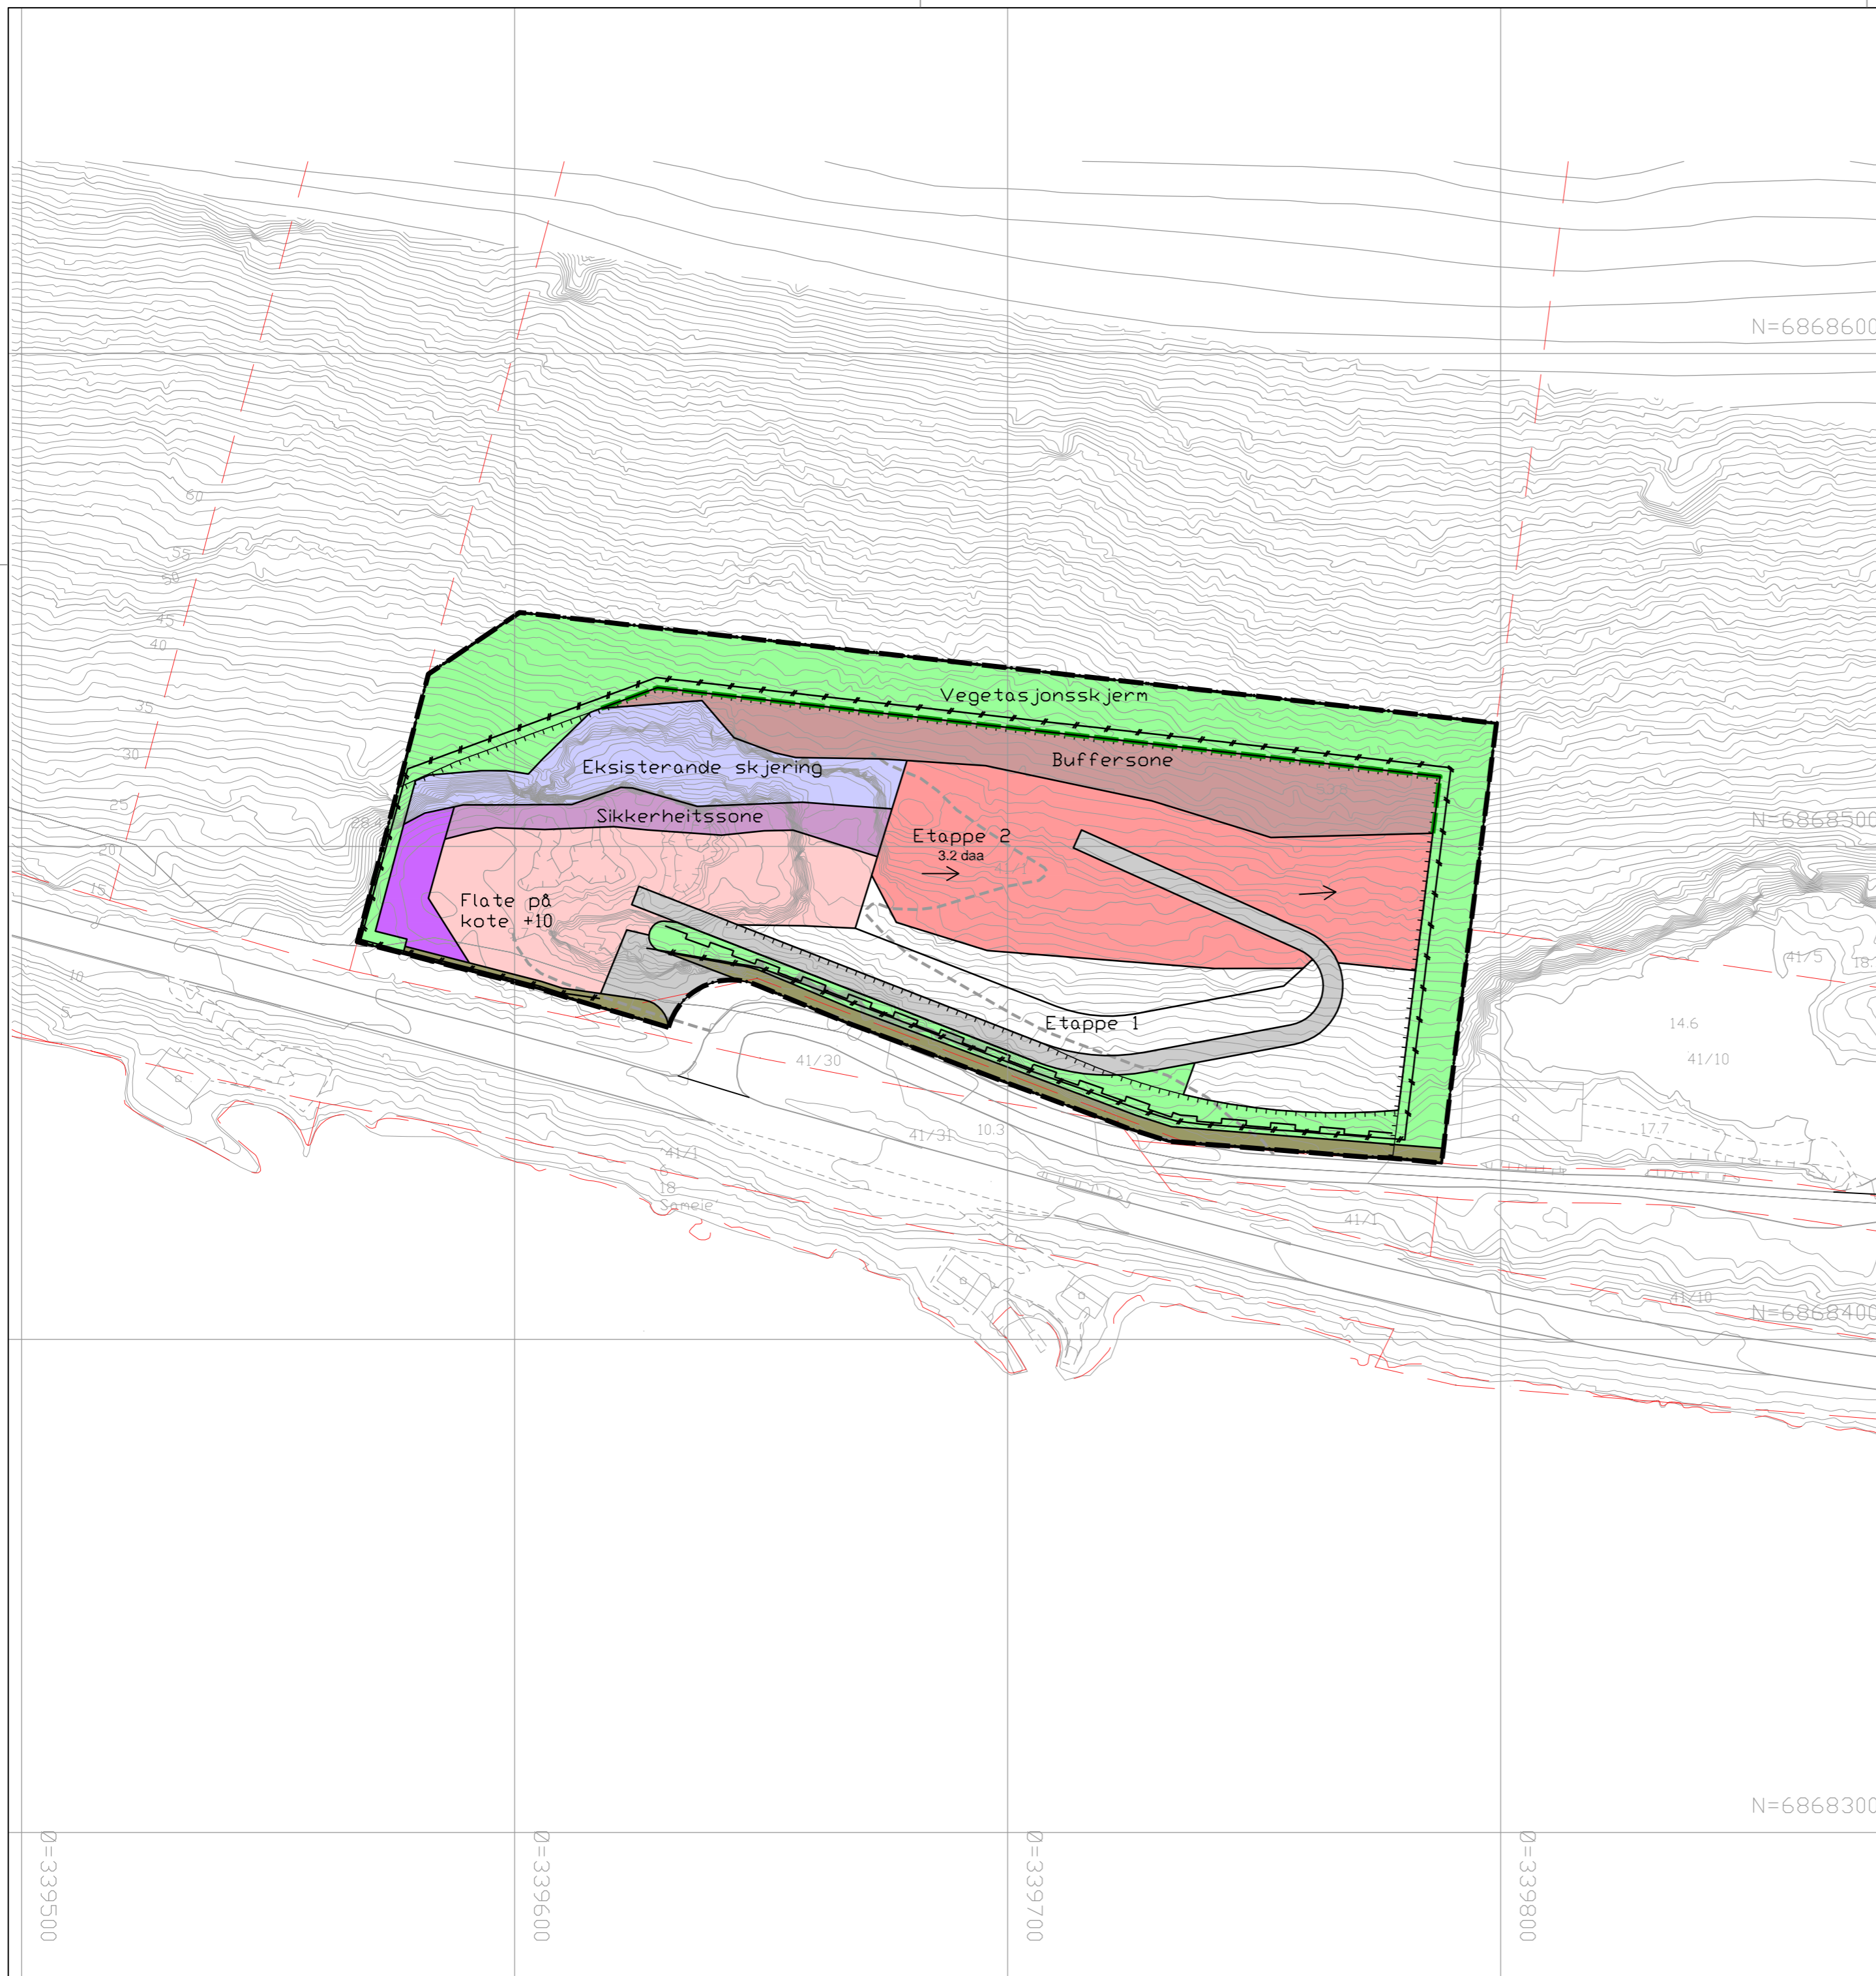 N=6868600
60
55
50
45
40
35
30
25
20
15
10
5
Vegetasjonsskjerm
Buffersone
Eksisterande skjering
Sikkerheitssone
N=6868500
Etappe 2
3.2 daa
Flate på
kote +10
Etappe 1
41/5
14.6
41/10
41/30
41/31
10.3
17.7
41/1
6
18
Sameie
41/1
41/10
N=6868400
N=6868300
Ø=339500
Ø=339600
Ø=339700
Ø=339800